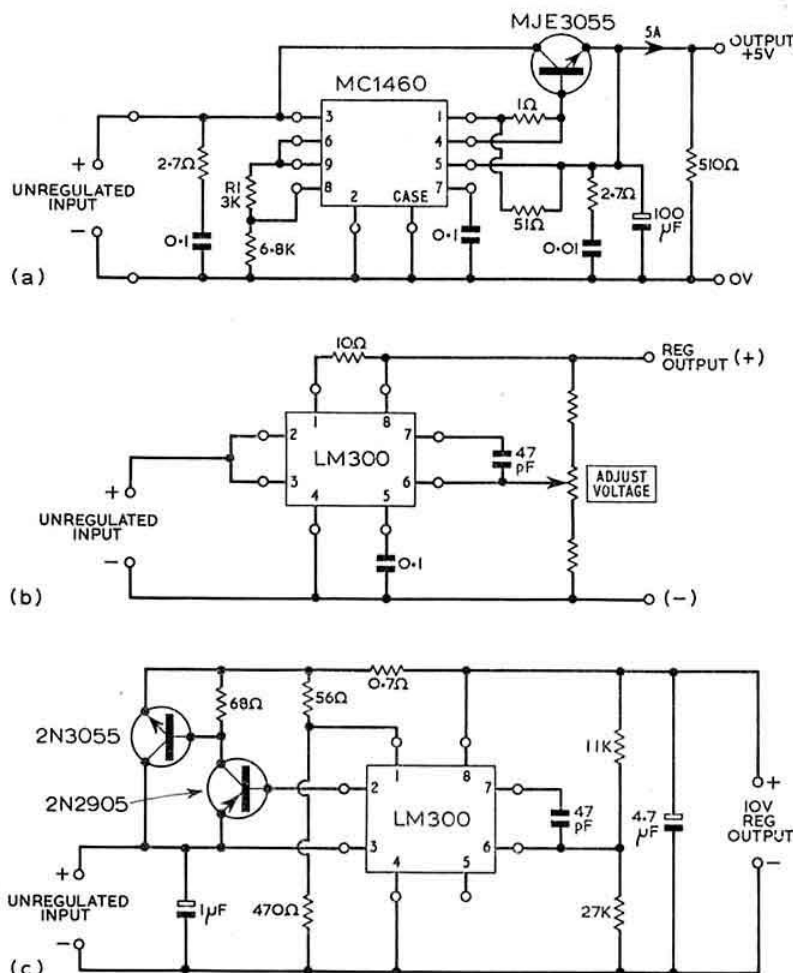 MJE3055
5A
OUTPUT
+5V
MC1460
1Ω
3
6
9
8
1
4
5
7
2
CASE
+
UNREGULATED
INPUT
-
2·7Ω
0·1
R1
3K
6·8K
0·1
51Ω
2·7Ω
0·01
100
µF
510Ω
0V
(a)
10Ω
REG
OUTPUT (+)
1
8
2
3
LM300
7
6
4
5
47
pF
ADJUST
VOLTAGE
+
UNREGULATED
INPUT
-
0·1
(b)
(-)
0·7Ω
68Ω
56Ω
2N3055
2N2905
1
8
2
3
LM300
7
6
4
5
47
pF
11K
4·7
µF
+
10V
REG
OUTPUT
-
+
UNREGULATED
INPUT
-
1µF
470Ω
27K
(c)